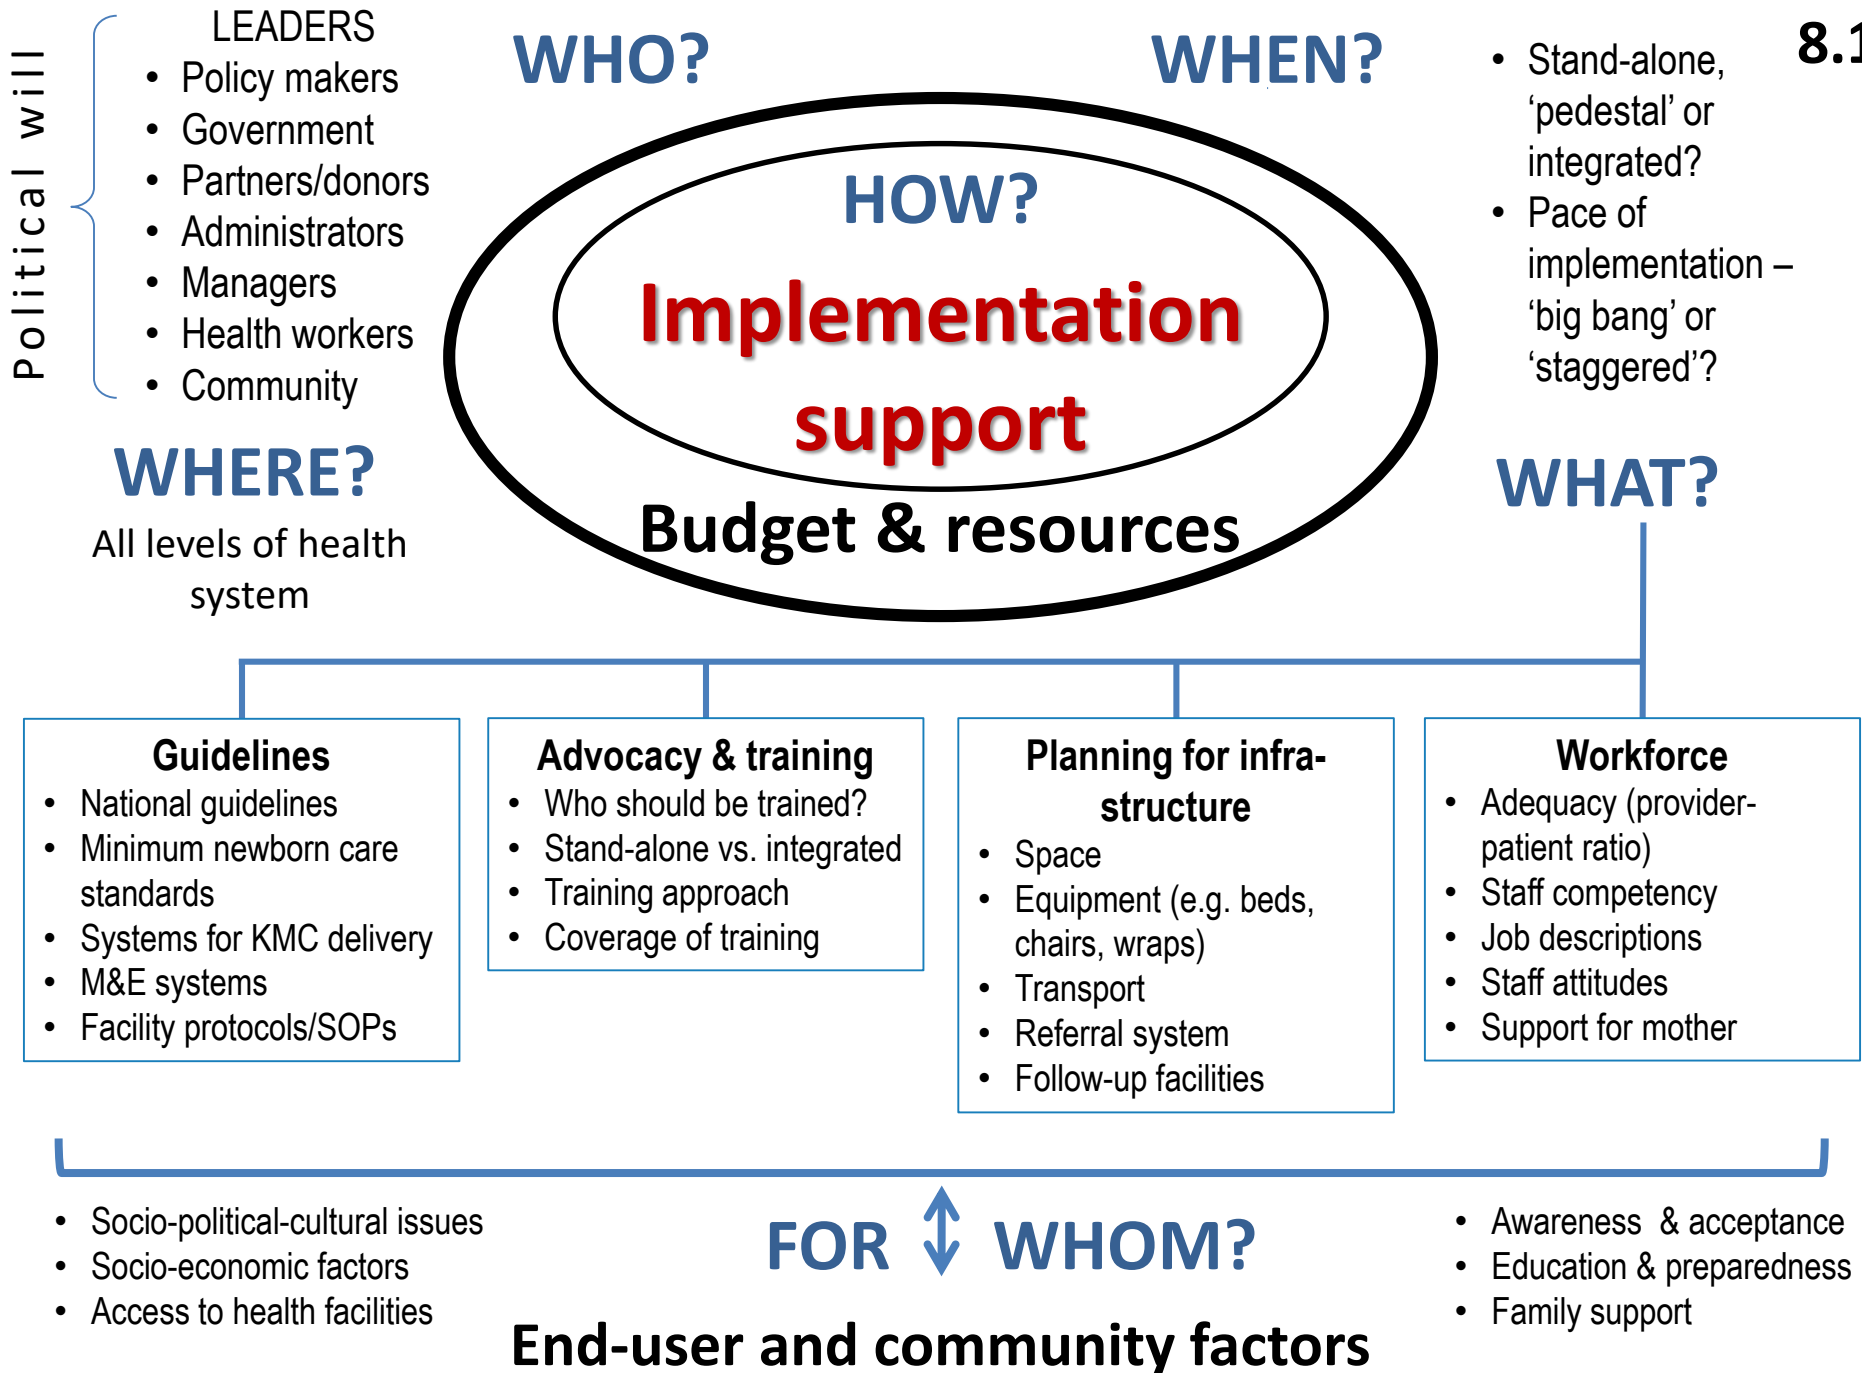 Political will
LEADERS
• Policy makers
• Government
• Partners/donors
• Administrators
• Managers
• Health workers
• Community
WHO?
WHEN?
8.1
• Stand-alone,
‘pedestal’ or
integrated?
• Pace of
implementation –
‘big bang’ or
‘staggered’?
HOW?
Implementation
support
Budget & resources
WHERE?
All levels of health
system
WHAT?
Guidelines
• National guidelines
• Minimum newborn care
standards
• Systems for KMC delivery
• M&E systems
• Facility protocols/SOPs
Advocacy & training
• Who should be trained?
• Stand-alone vs. integrated
• Training approach
• Coverage of training
Planning for infra-
structure
• Space
• Equipment (e.g. beds,
chairs, wraps)
• Transport
• Referral system
• Follow-up facilities
Workforce
• Adequacy (provider-
patient ratio)
• Staff competency
• Job descriptions
• Staff attitudes
• Support for mother
• Socio-political-cultural issues
• Socio-economic factors
• Access to health facilities
FOR WHOM?
End-user and community factors
• Awareness & acceptance
• Education & preparedness
• Family support